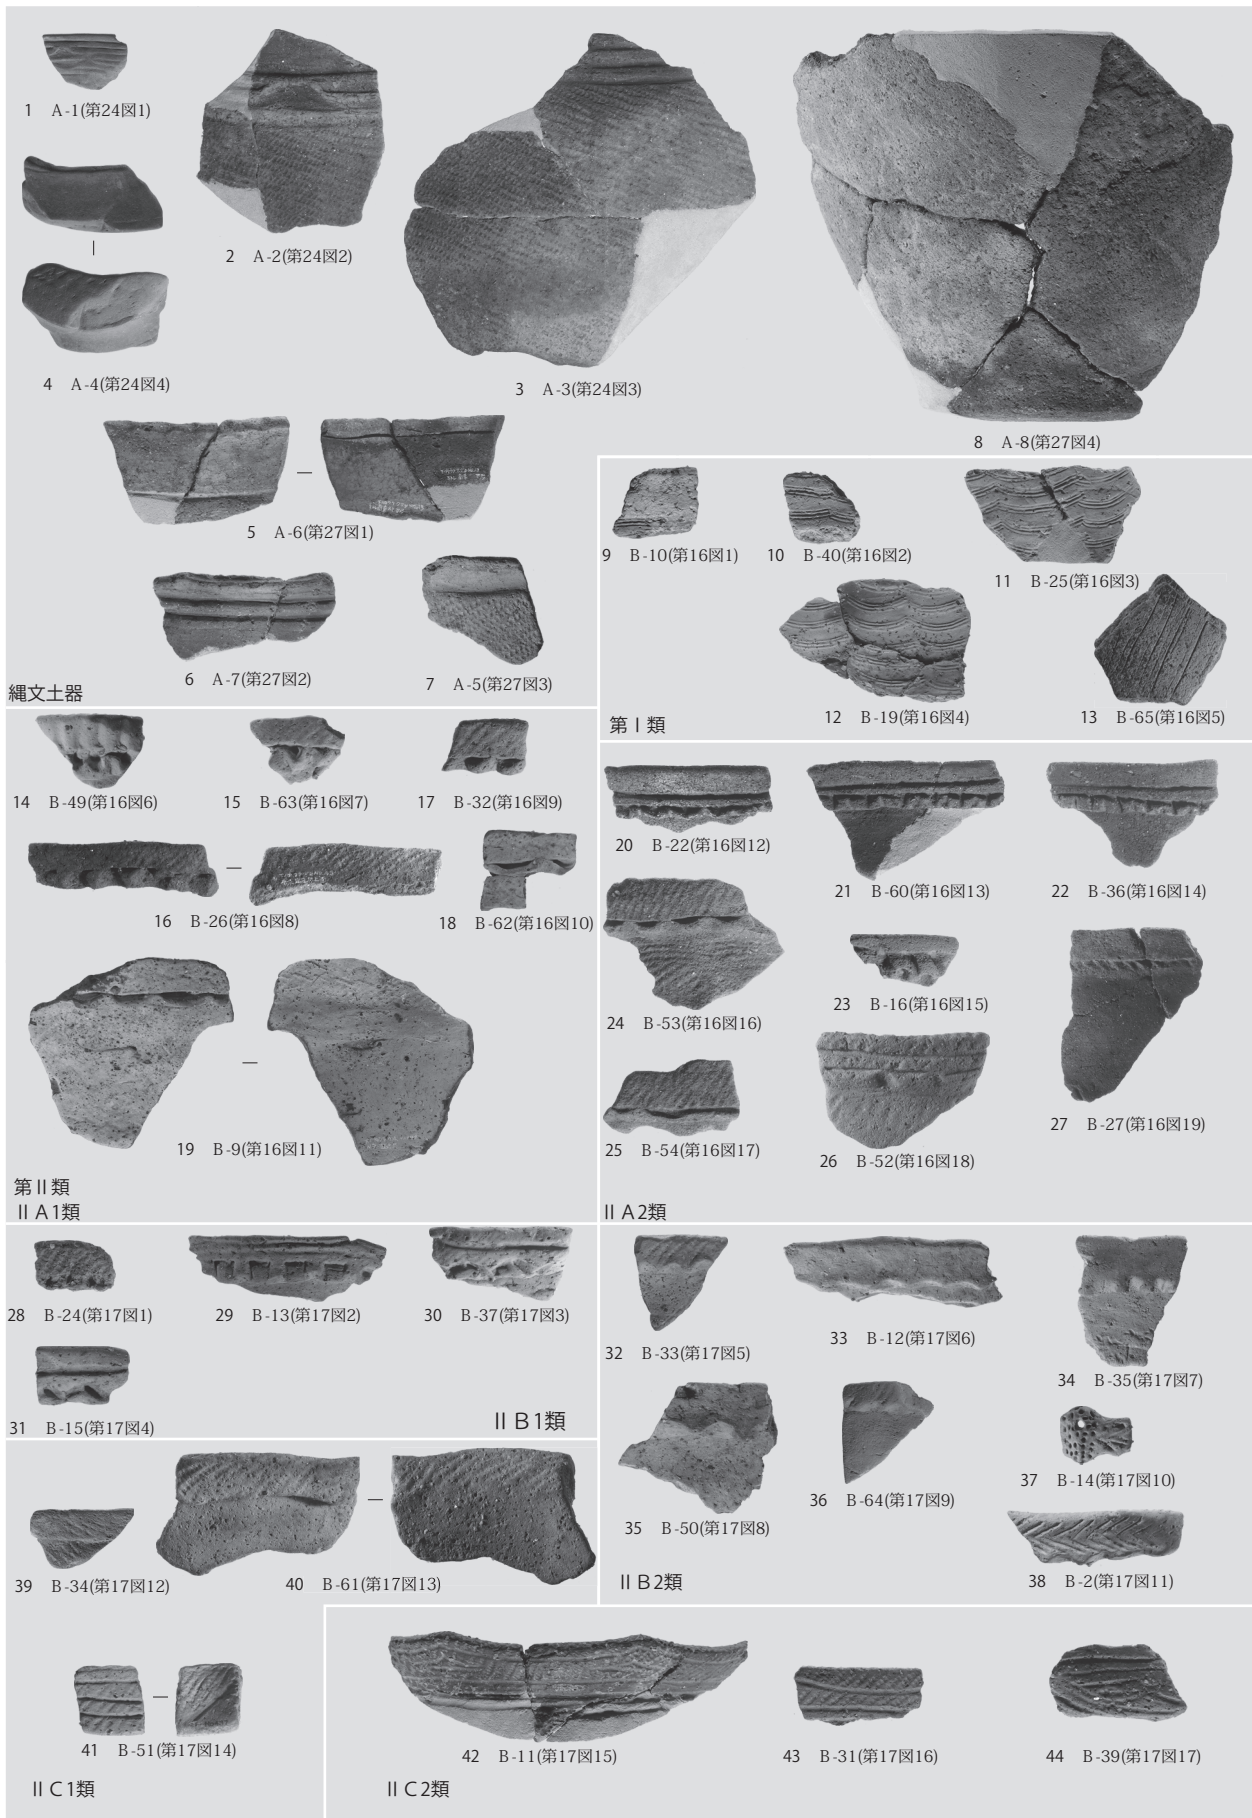 1 A-1(第24図1)
2 A-2(第24図2)
4 A-4(第24図4)
3 A-3(第24図3)
8 A-8(第27図4)
5 A-6(第27図1)
6 A-7(第27図2)
7 A-5(第27図3)
縄文土器
9 B-10(第16図1)
10 B-40(第16図2)
11 B-25(第16図3)
12 B-19(第16図4)
13 B-65(第16図5)
第Ⅰ類
14 B-49(第16図6)
15 B-63(第16図7)
17 B-32(第16図9)
16 B-26(第16図8)
18 B-62(第16図10)
19 B-9(第16図11)
第Ⅱ類
ⅡA1類
20 B-22(第16図12)
21 B-60(第16図13)
22 B-36(第16図14)
24 B-53(第16図16)
23 B-16(第16図15)
25 B-54(第16図17)
26 B-52(第16図18)
27 B-27(第16図19)
ⅡA2類
28 B-24(第17図1)
29 B-13(第17図2)
30 B-37(第17図3)
31 B-15(第17図4)
ⅡB1類
32 B-33(第17図5)
33 B-12(第17図6)
34 B-35(第17図7)
35 B-50(第17図8)
36 B-64(第17図9)
37 B-14(第17図10)
38 B-2(第17図11)
ⅡB2類
39 B-34(第17図12)
40 B-61(第17図13)
41 B-51(第17図14)
ⅡC1類
42 B-11(第17図15)
43 B-31(第17図16)
44 B-39(第17図17)
ⅡC2類